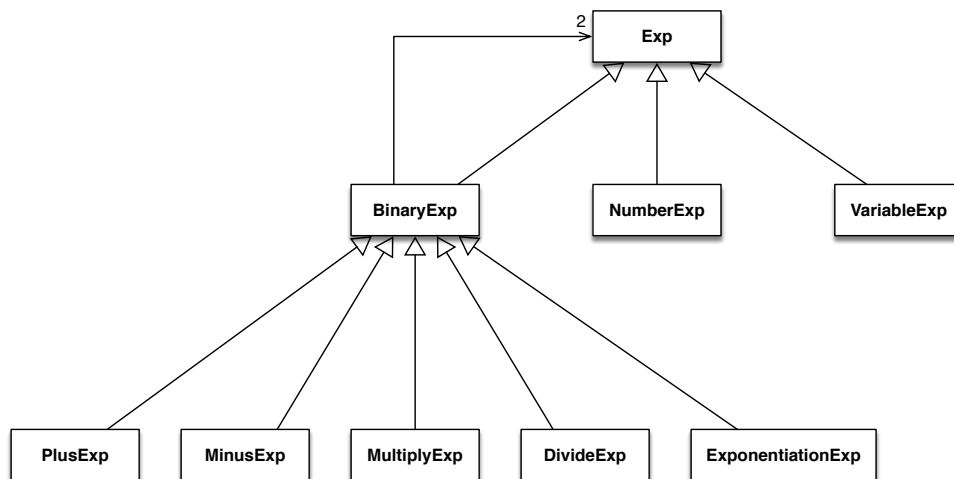 2
Exp
BinaryExp
NumberExp
VariableExp
PlusExp
MinusExp
MultiplyExp
DivideExp
ExponentiationExp